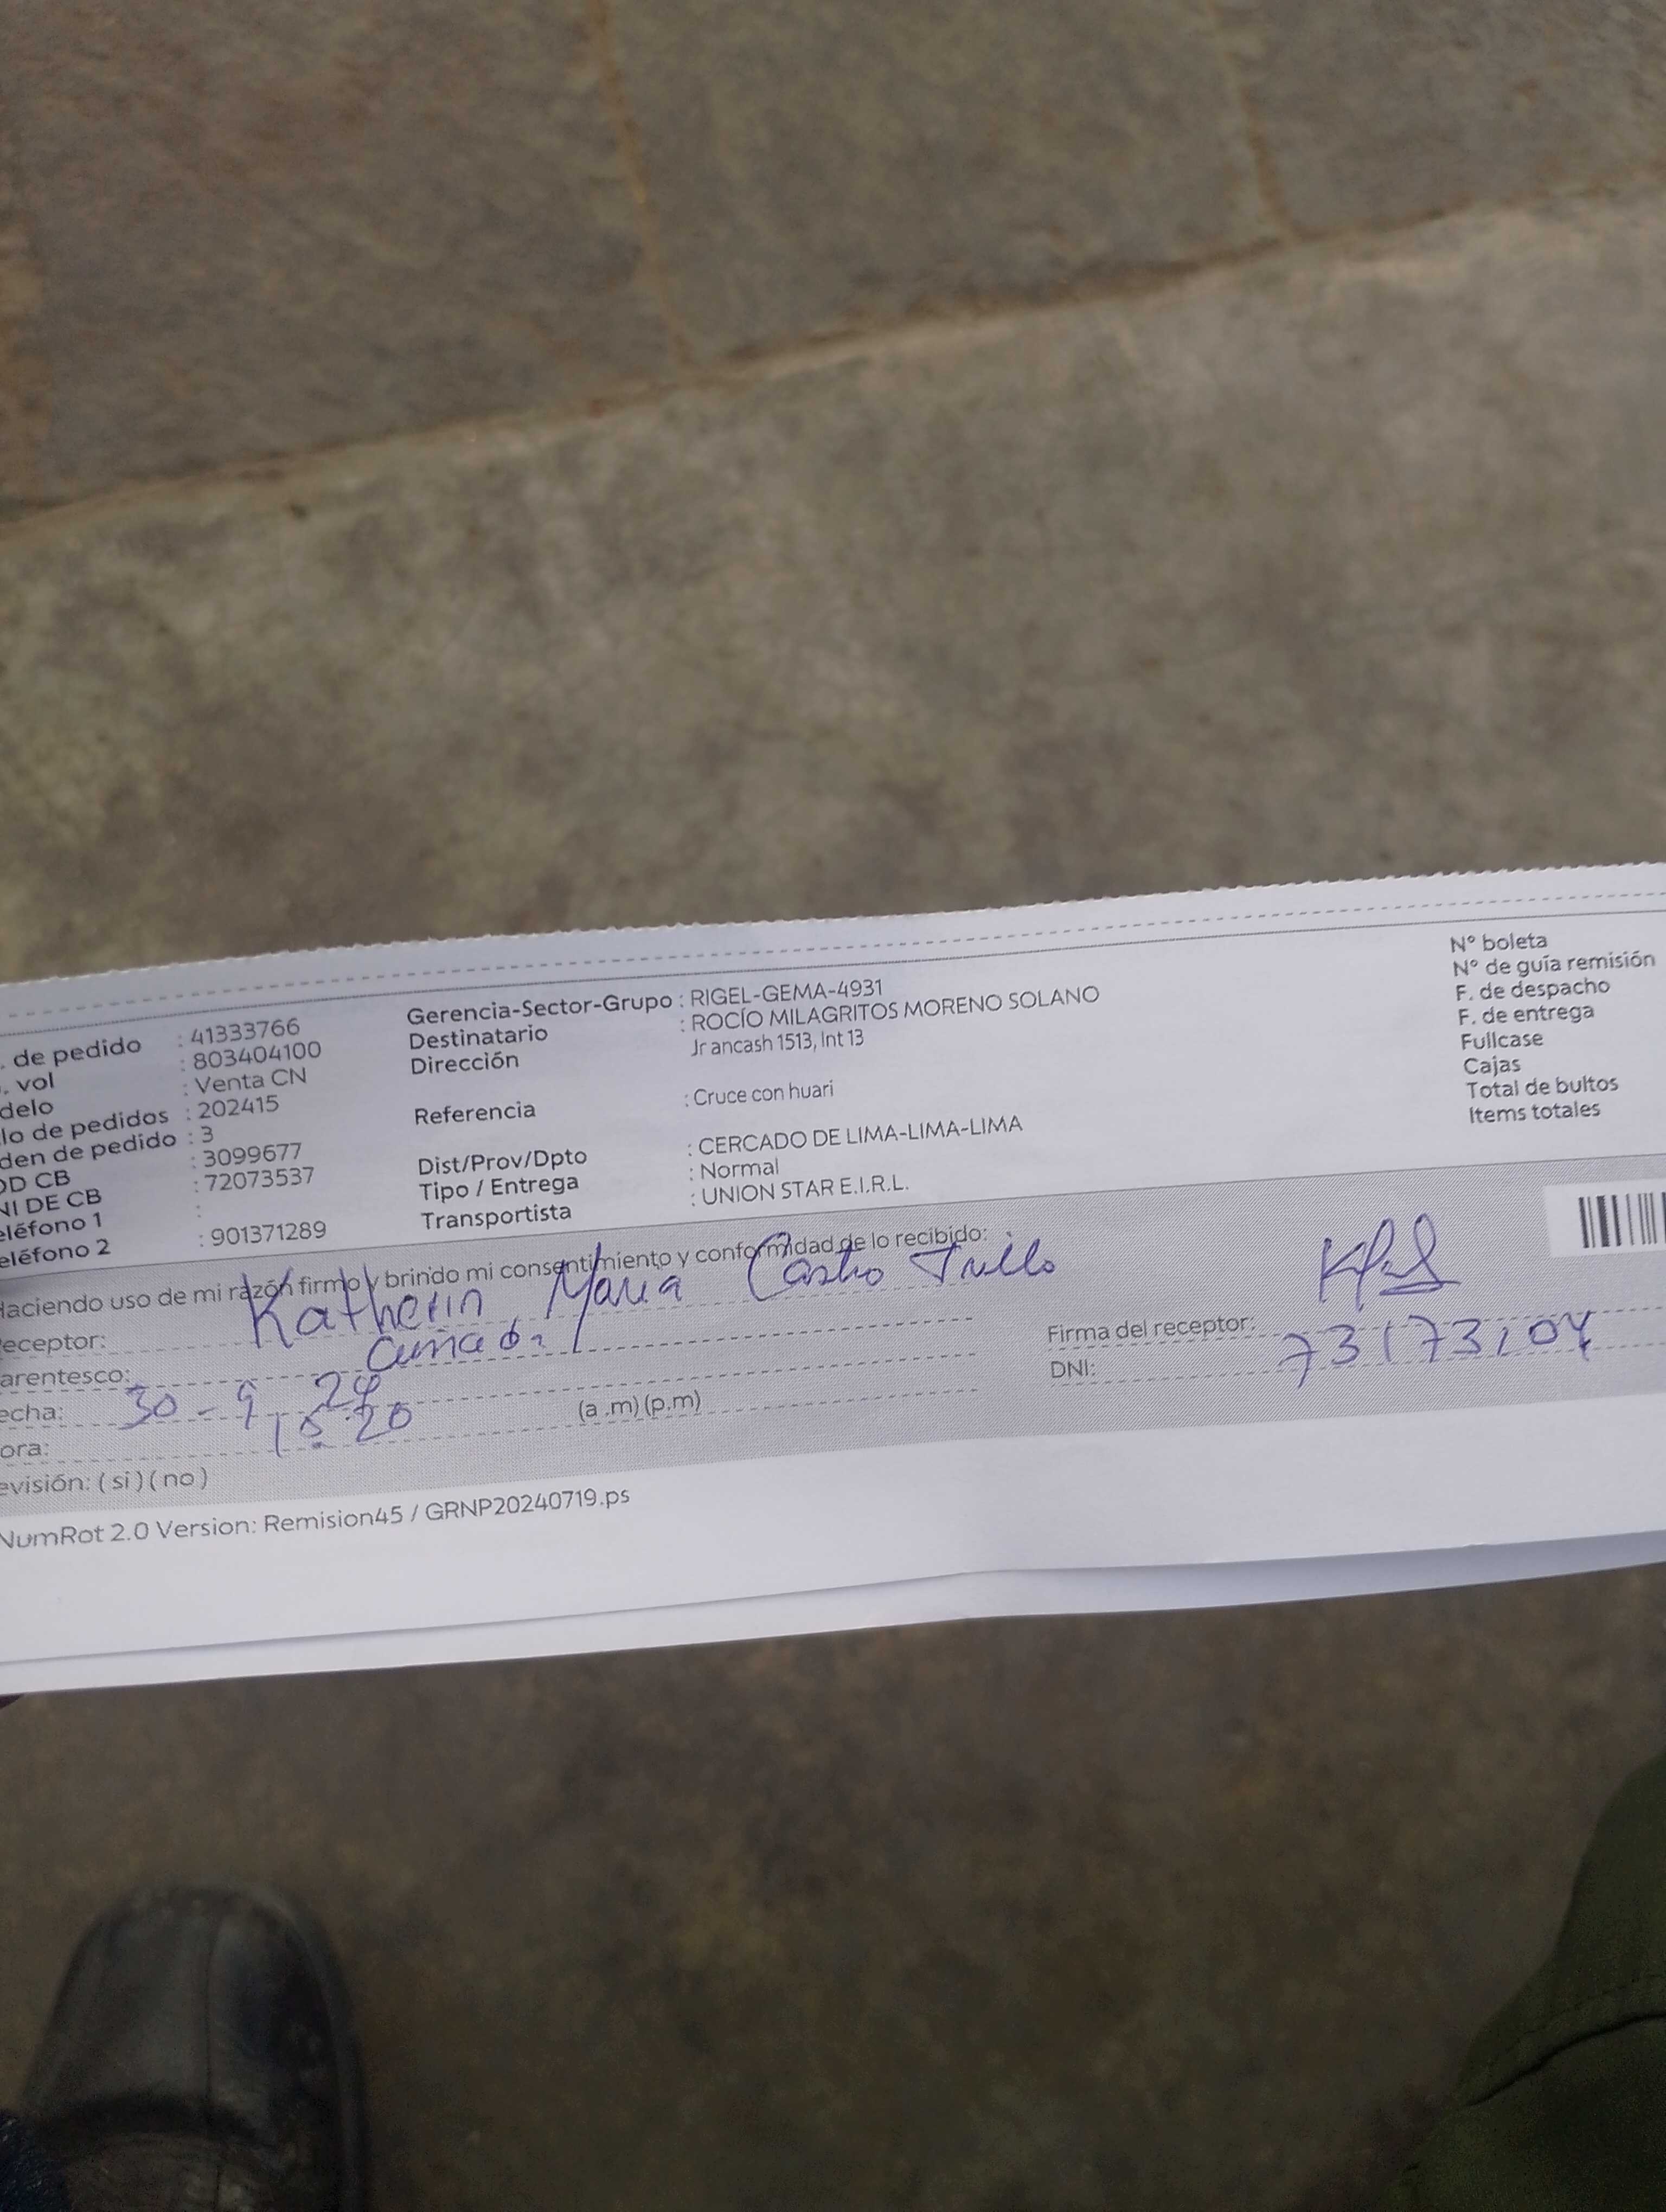 . de pedido : 41333766
. vol : 803404100
delo : Venta CN
lo de pedidos : 202415
den de pedido : 3
OD CB : 3099677
NI DE CB : 72073537
eléfono 1 :
eléfono 2 : 901371289
Gerencia-Sector-Grupo : RIGEL-GEMA-4931
Destinatario : ROCÍO MILAGRITOS MORENO SOLANO
Dirección Jr ancash 1513, Int 13
Referencia : Cruce con huari
Dist/Prov/Dpto : CERCADO DE LIMA-LIMA-LIMA
Tipo / Entrega : Normal
Transportista : UNION STAR E.I.R.L.
N° boleta
N° de guía remisión
F. de despacho
F. de entrega
Fullcase
Cajas
Total de bultos
Items totales
Haciendo uso de mi razón firmo y brindo mi consentimiento y conformidad de lo recibido:
eceptor: Katherin Maria Castro
arentesco: cuñada
echa: 30 - 9 24
ora: 20 (a .m) (p.m)
evisión: ( si ) ( no )
Firma del receptor:
DNI:
NumRot 2.0 Version: Remision45 / GRNP20240719.ps